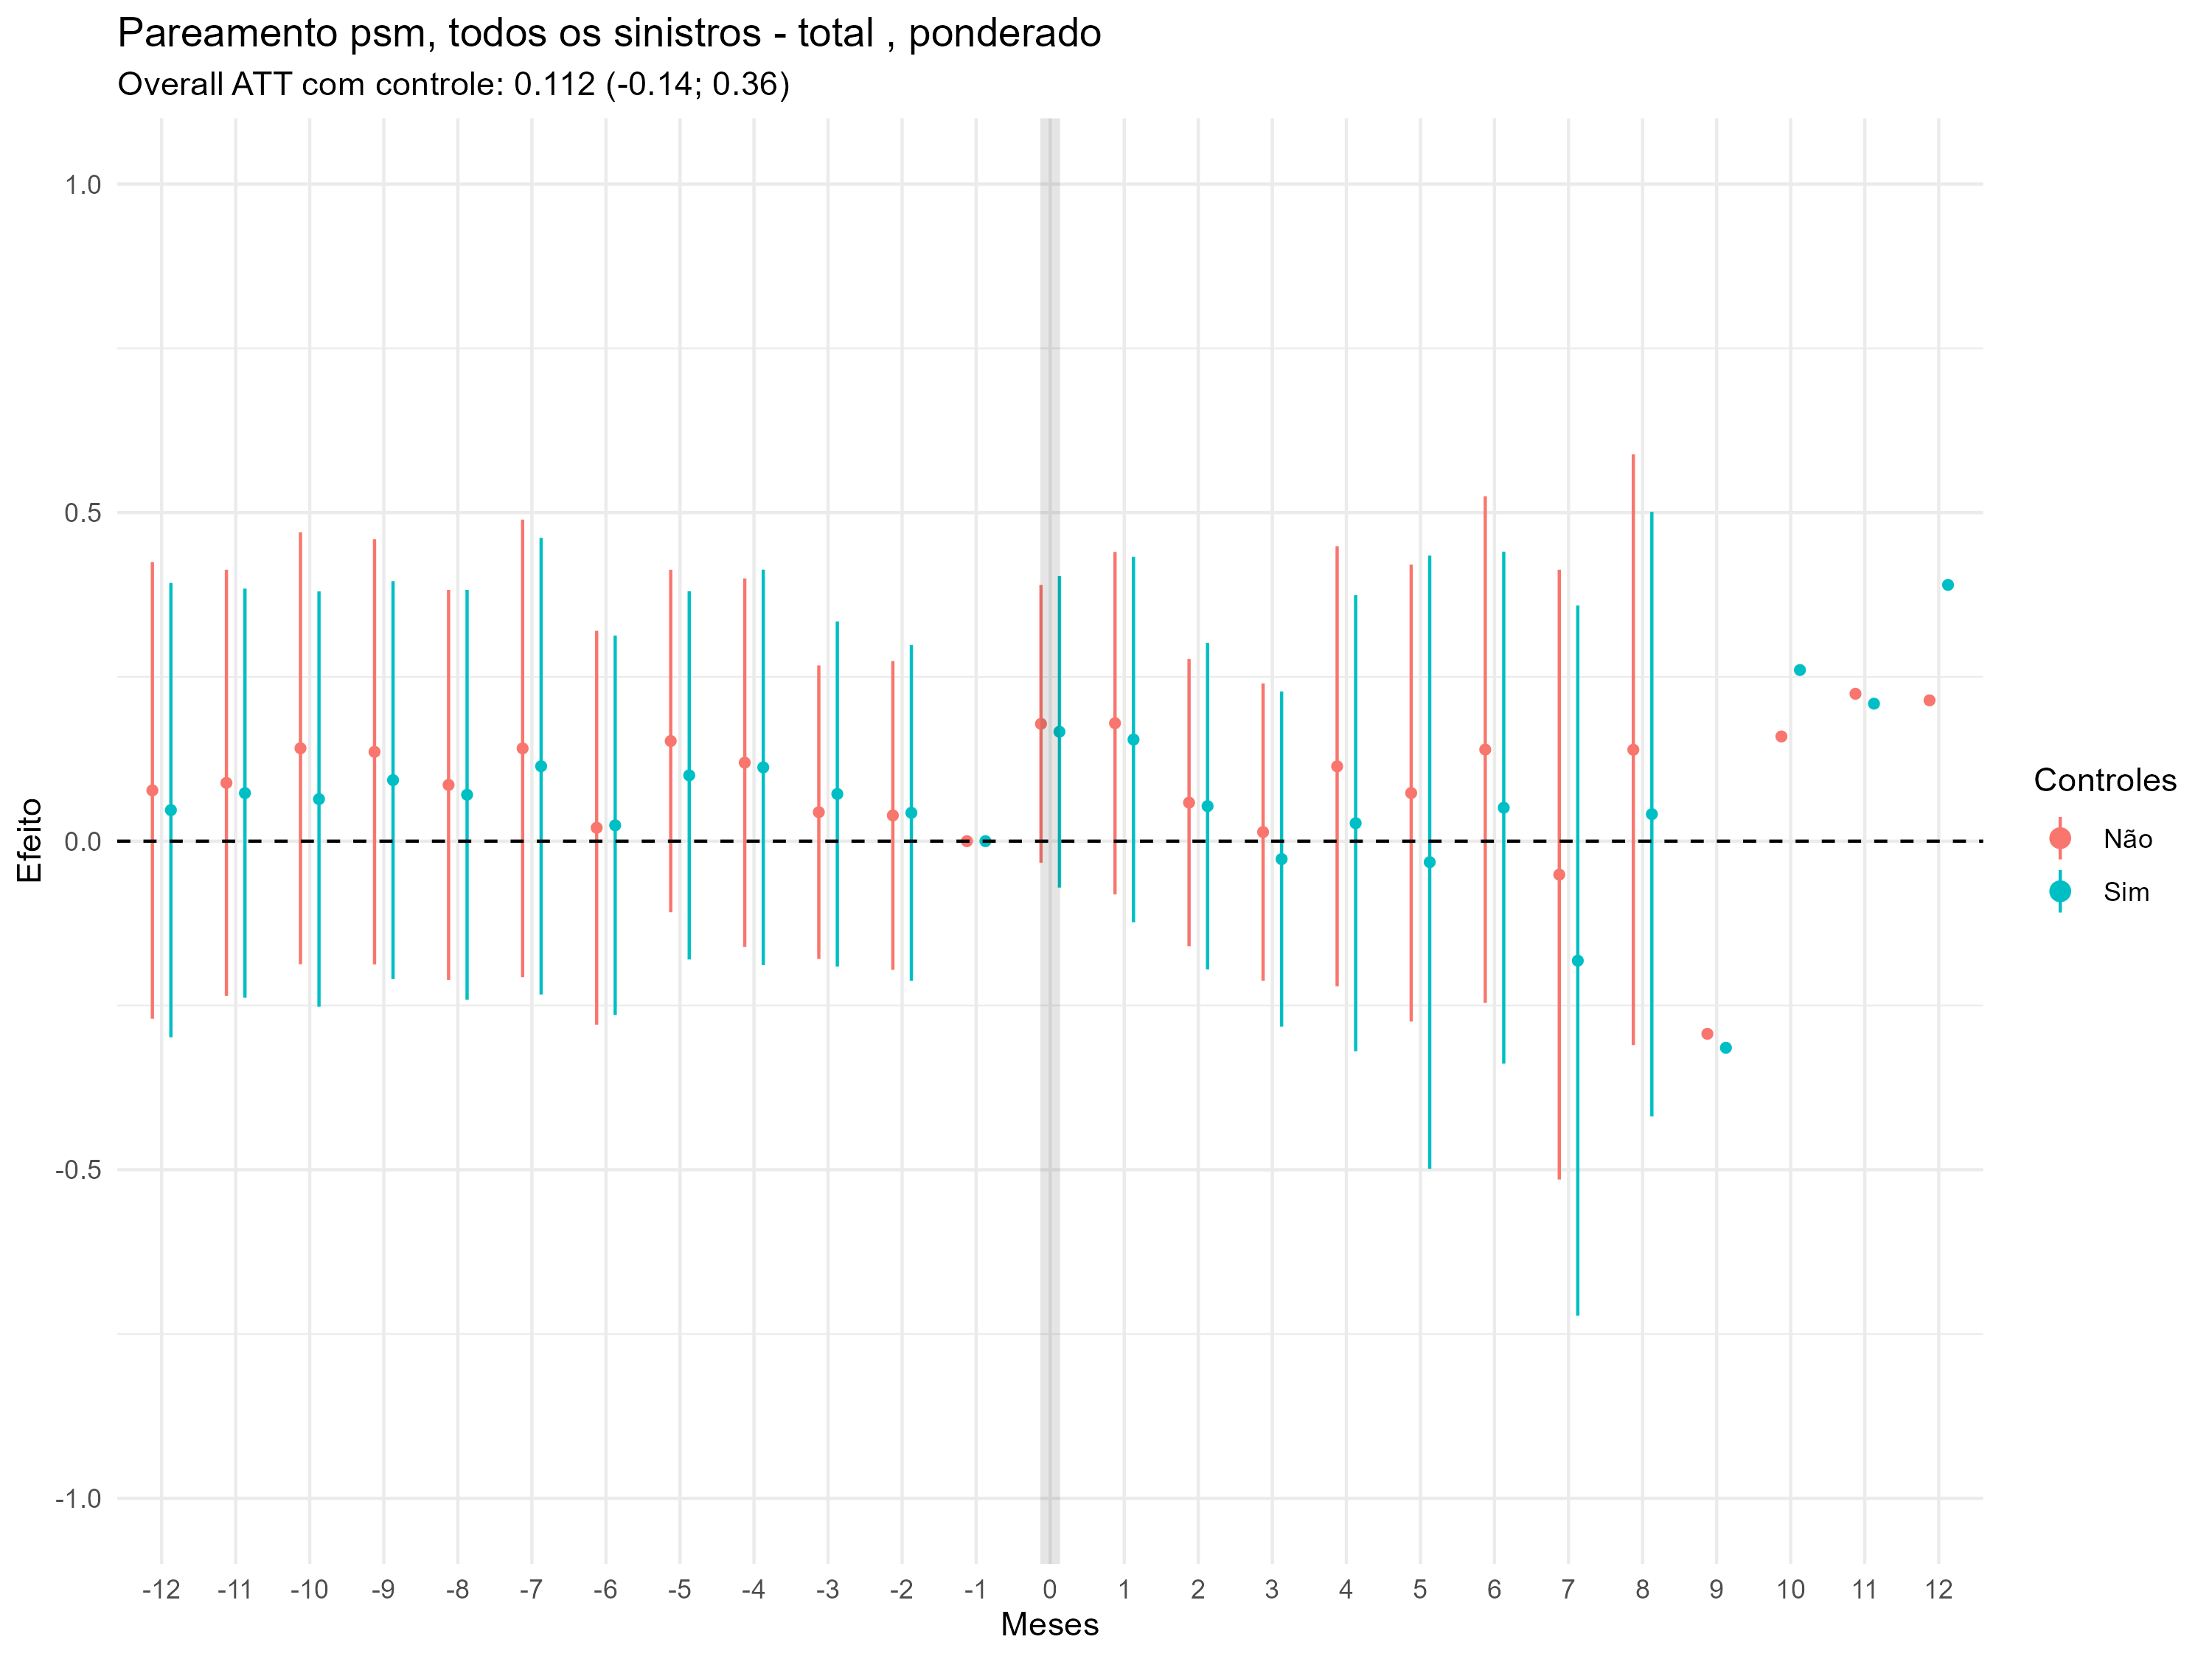 Pareamento psm, todos os sinistros - total , ponderado
Overall ATT com controle: 0.112 (-0.14; 0.36)
1.0
0.5
0.0
-0.5
-1.0
Efeito
-12 -11 -10 -9 -8 -7 -6 -5 -4 -3 -2 -1 0 1 2 3 4 5 6 7 8 9 10 11 12
Meses
Controles
Não
Sim